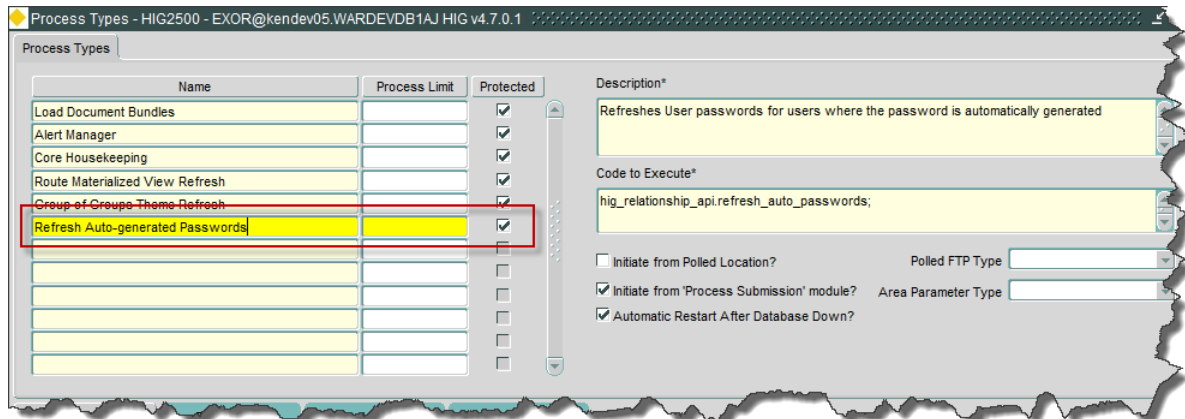 Process Types - HIG2500 - EXOR@kendev05.WARDEVDB1AJ HIG v4.7.0.1
Process Types
Name Process Limit Protected
Load Document Bundles
Alert Manager
Core Housekeeping
Route Materialized View Refresh
Group of Groups Theme Refresh
Refresh Auto-generated Passwords
Description*
Refreshes User passwords for users where the password is automatically generated
Code to Execute*
hig_relationship_api.refresh_auto_passwords;
Initiate from Polled Location? Polled FTP Type
Initiate from 'Process Submission' module? Area Parameter Type
Automatic Restart After Database Down?